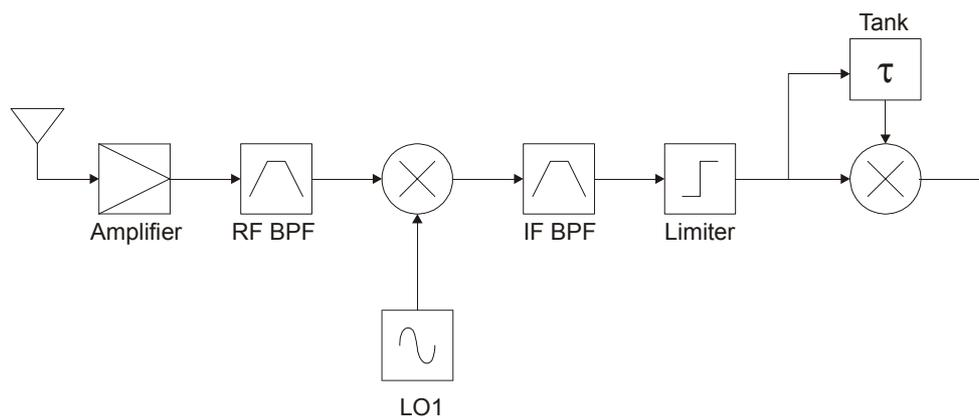 Tank
τ
Amplifier
RF BPF
IF BPF
Limiter
LO1